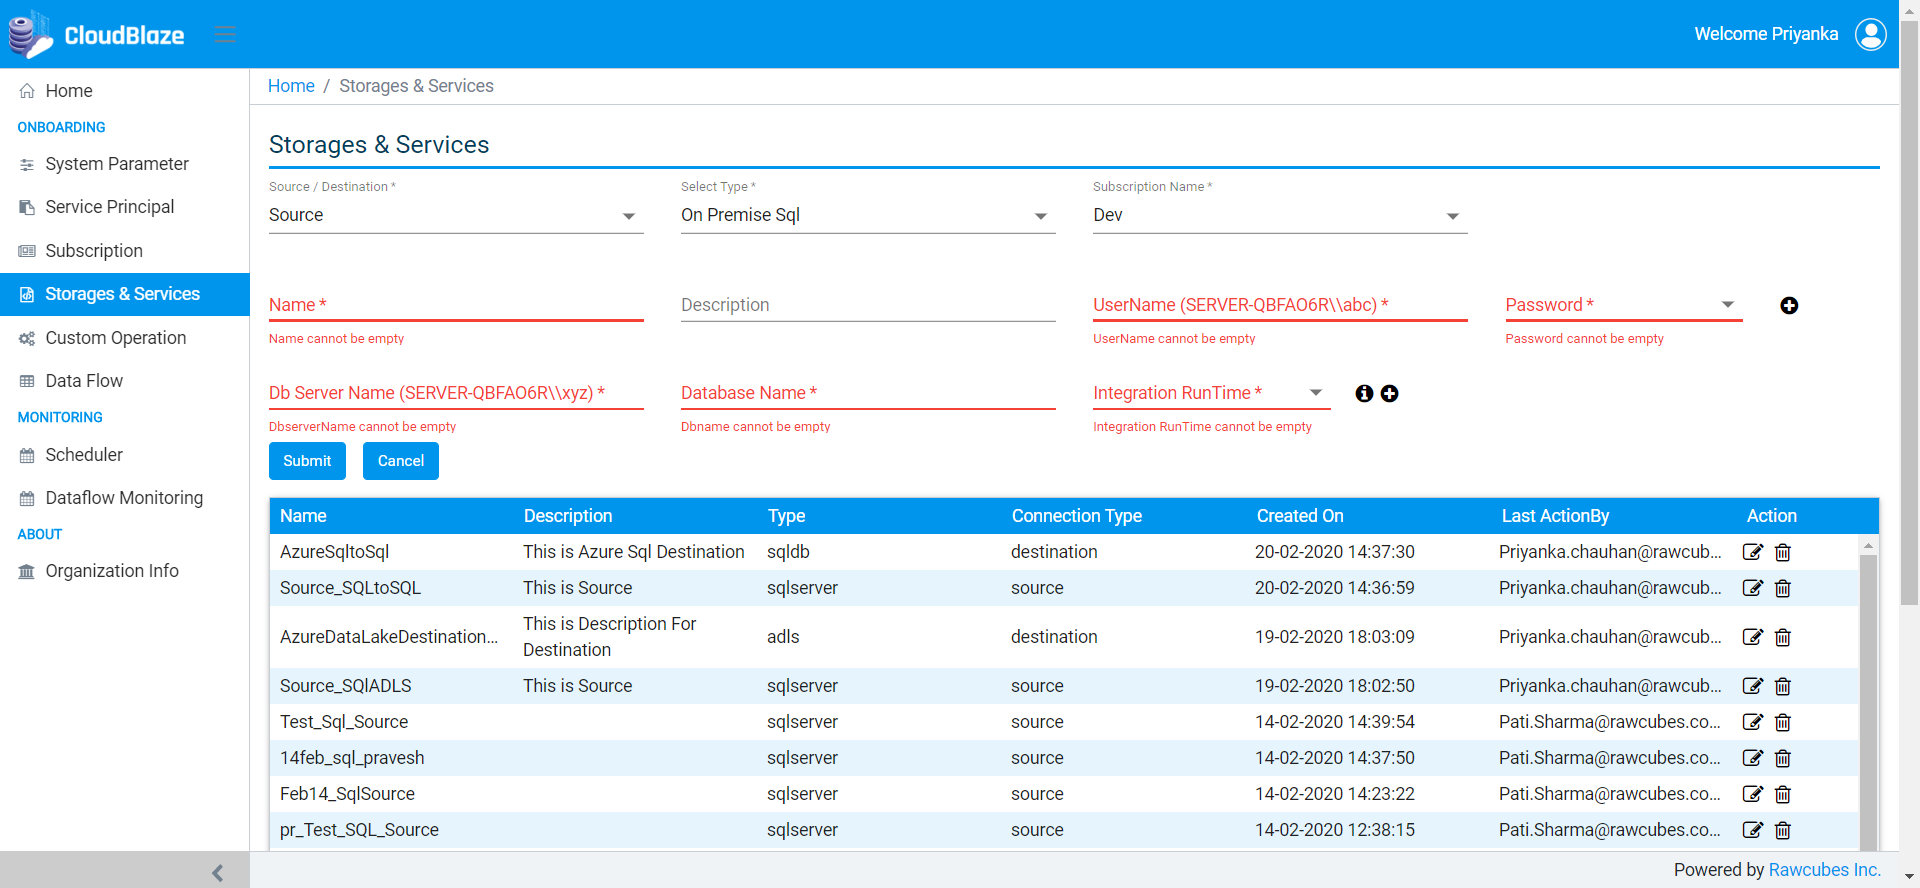 CloudBlaze
Welcome Priyanka
Home
ONBOARDING
System Parameter
Service Principal
Subscription
Storages & Services
Custom Operation
Data Flow
MONITORING
Scheduler
Dataflow Monitoring
ABOUT
Organization Info
Home / Storages & Services
Storages & Services
Source / Destination * Select Type * Subscription Name *
Source On Premise Sql Dev
Name * Description UserName (SERVER-QBFAO6R\\abc) * Password *
Name cannot be empty UserName cannot be empty Password cannot be empty
Db Server Name (SERVER-QBFAO6R\\xyz) * Database Name * Integration RunTime *
DbserverName cannot be empty Dbname cannot be empty Integration RunTime cannot be empty
Submit Cancel
Name Description Type Connection Type Created On Last ActionBy Action
AzureSqltoSql This is Azure Sql Destination sqldb destination 20-02-2020 14:37:30 Priyanka.chauhan@rawcub...
Source_SQLtoSQL This is Source sqlserver source 20-02-2020 14:36:59 Priyanka.chauhan@rawcub...
AzureDataLakeDestination... This is Description For Destination adls destination 19-02-2020 18:03:09 Priyanka.chauhan@rawcub...
Source_SQlADLS This is Source sqlserver source 19-02-2020 18:02:50 Priyanka.chauhan@rawcub...
Test_Sql_Source sqlserver source 14-02-2020 14:39:54 Pati.Sharma@rawcubes.co...
14feb_sql_pravesh sqlserver source 14-02-2020 14:37:50 Pati.Sharma@rawcubes.co...
Feb14_SqlSource sqlserver source 14-02-2020 14:23:22 Pati.Sharma@rawcubes.co...
pr_Test_SQL_Source sqlserver source 14-02-2020 12:38:15 Pati.Sharma@rawcubes.co...
Powered by Rawcubes Inc.